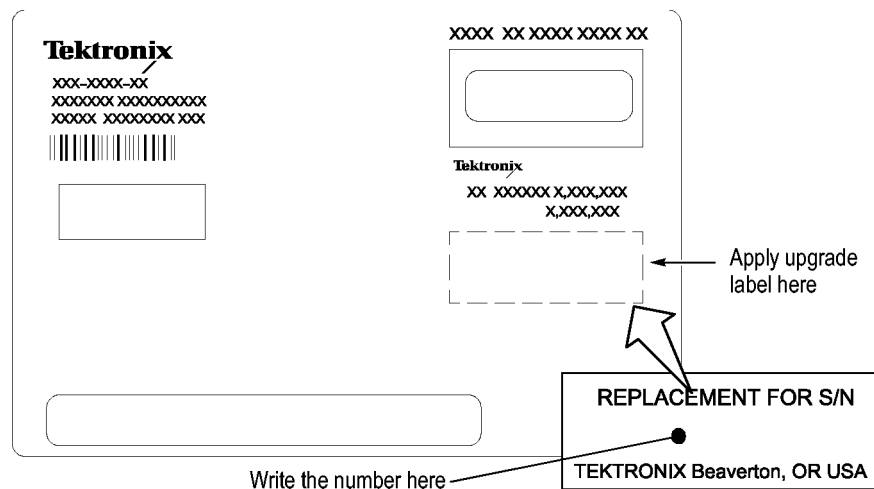 Tektronix
XXX-XXXX-XX
XXXXXXX XXXXXXXXXX
XXXXX XXXXXXXX XXX
XXXX XX XXXX XXXX XX
Tektronix
XX XXXXXX X,XXX,XXX
X,XXX,XXX
Apply upgrade
label here
REPLACEMENT FOR S/N
TEKTRONIX Beaverton, OR USA
Write the number here